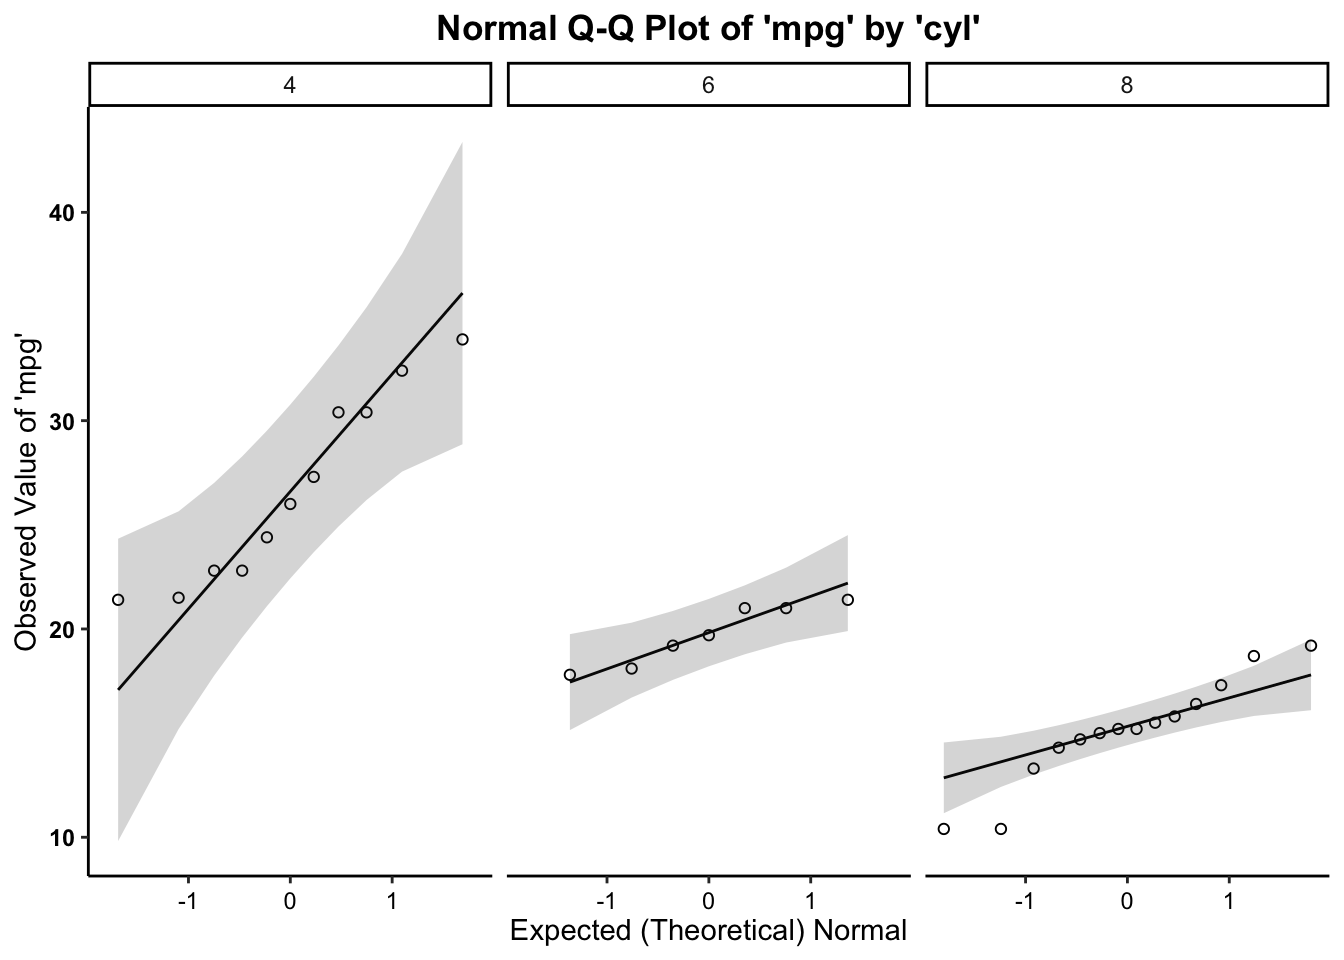 Normal Q-Q Plot of 'mpg' by 'cyl'
4 6 8
Observed Value of 'mpg'
40
30
20
10
-1 0 1 -1 0 1 -1 0 1
Expected (Theoretical) Normal